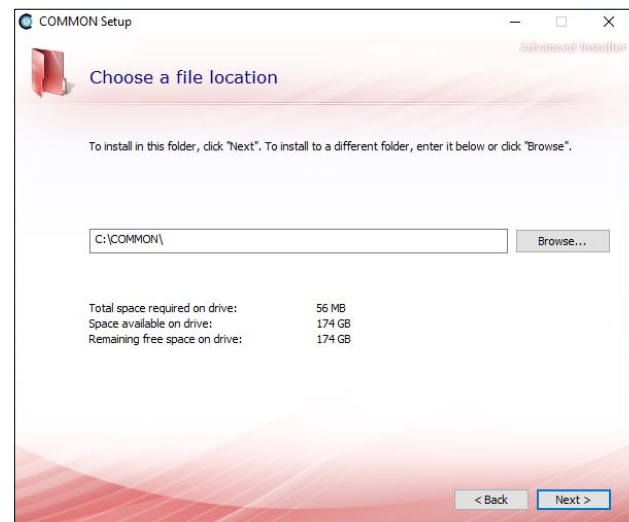 COMMON Setup
Advanced Installer
Choose a file location
To install in this folder, click "Next". To install to a different folder, enter it below or click "Browse".
C:\COMMON\
Browse...
Total space required on drive: 56 MB
Space available on drive: 174 GB
Remaining free space on drive: 174 GB
< Back
Next >